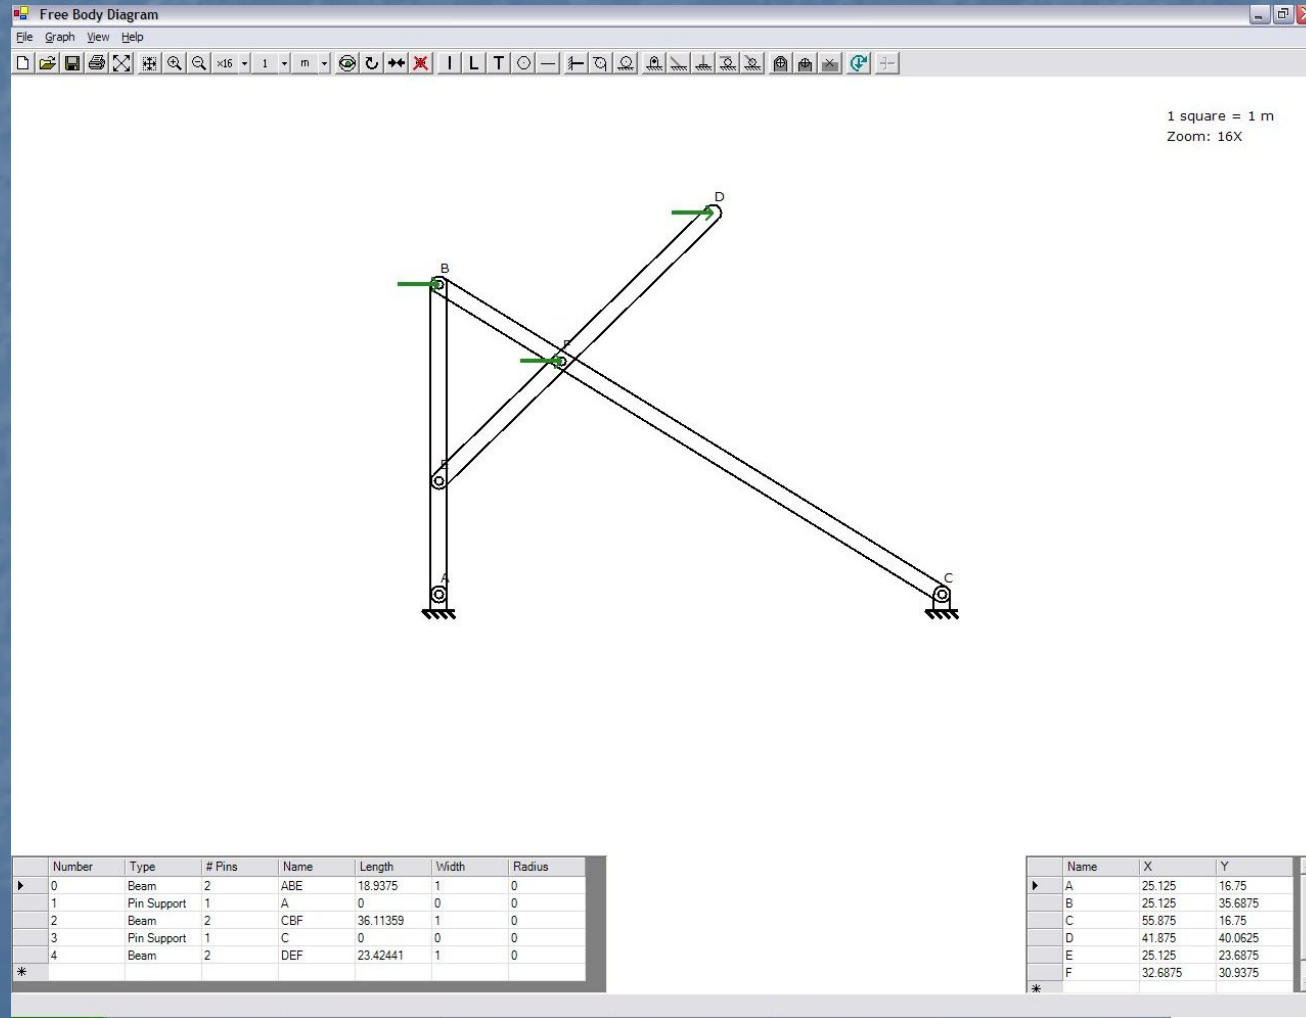 Free Body Diagram
File Graph View Help
×16 1 m I L T
1 square = 1 m
Zoom: 16X
D
B
F
E
A
C
Number Type # Pins Name Length Width Radius
0 Beam 2 ABE 18.9375 1 0
1 Pin Support 1 A 0 0 0
2 Beam 2 CBF 36.11359 1 0
3 Pin Support 1 C 0 0 0
4 Beam 2 DEF 23.42441 1 0
Name X Y
A 25.125 16.75
B 25.125 35.6875
C 55.875 16.75
D 41.875 40.0625
E 25.125 23.6875
F 32.6875 30.9375